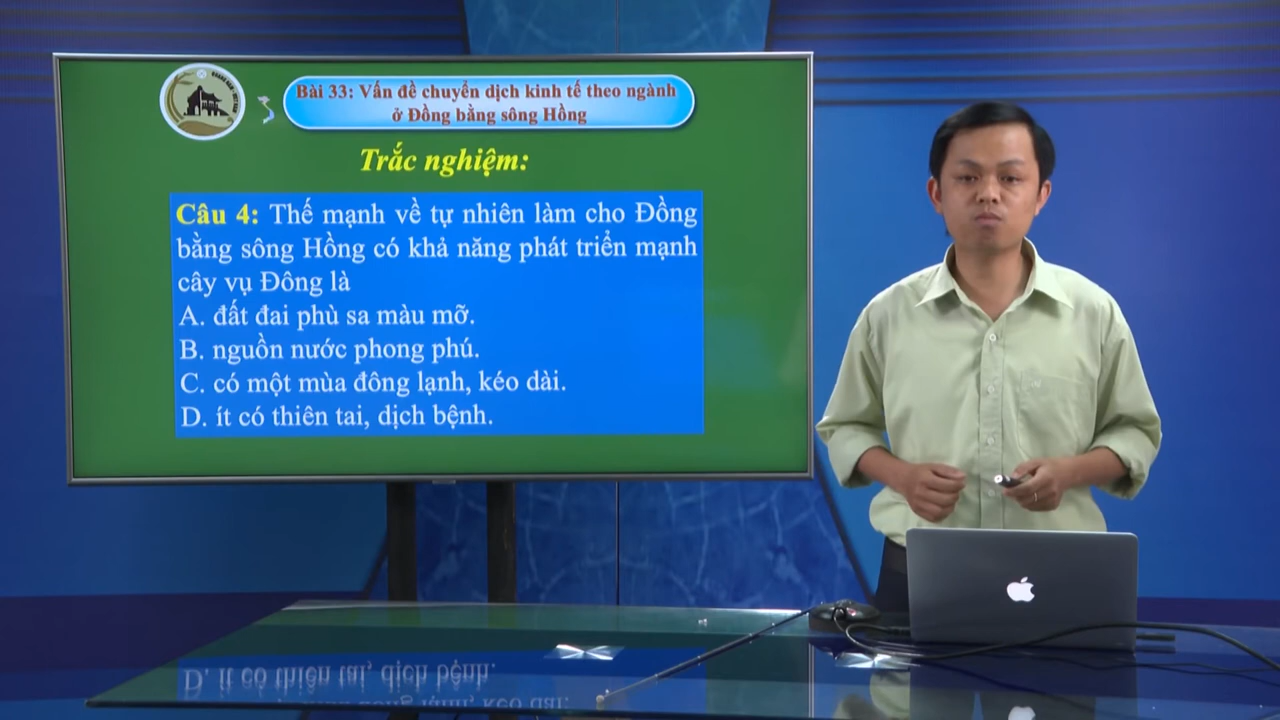 Bài 33: Vấn đề chuyển dịch kinh tế theo ngành
ở Đồng bằng sông Hồng
Trắc nghiệm:
Câu 4: Thế mạnh về tự nhiên làm cho Đồng
bằng sông Hồng có khả năng phát triển mạnh
cây vụ Đông là
A. đất đai phù sa màu mỡ.
B. nguồn nước phong phú.
C. có một mùa đông lạnh, kéo dài.
D. ít có thiên tai, dịch bệnh.